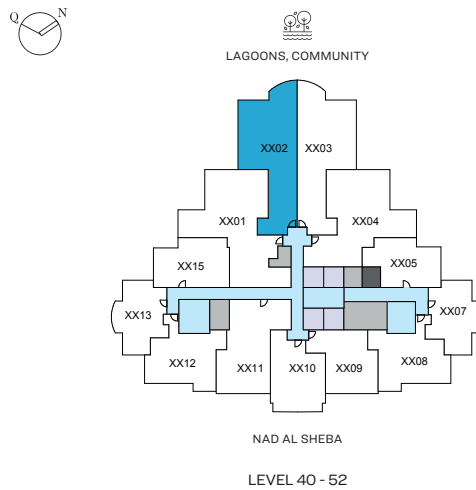 Q N
LAGOONS, COMMUNITY
XX02 XX03
XX01 XX04
XX15 XX05
XX13 XX07
XX12 XX11 XX10 XX09 XX08
NAD AL SHEBA
LEVEL 40 - 52